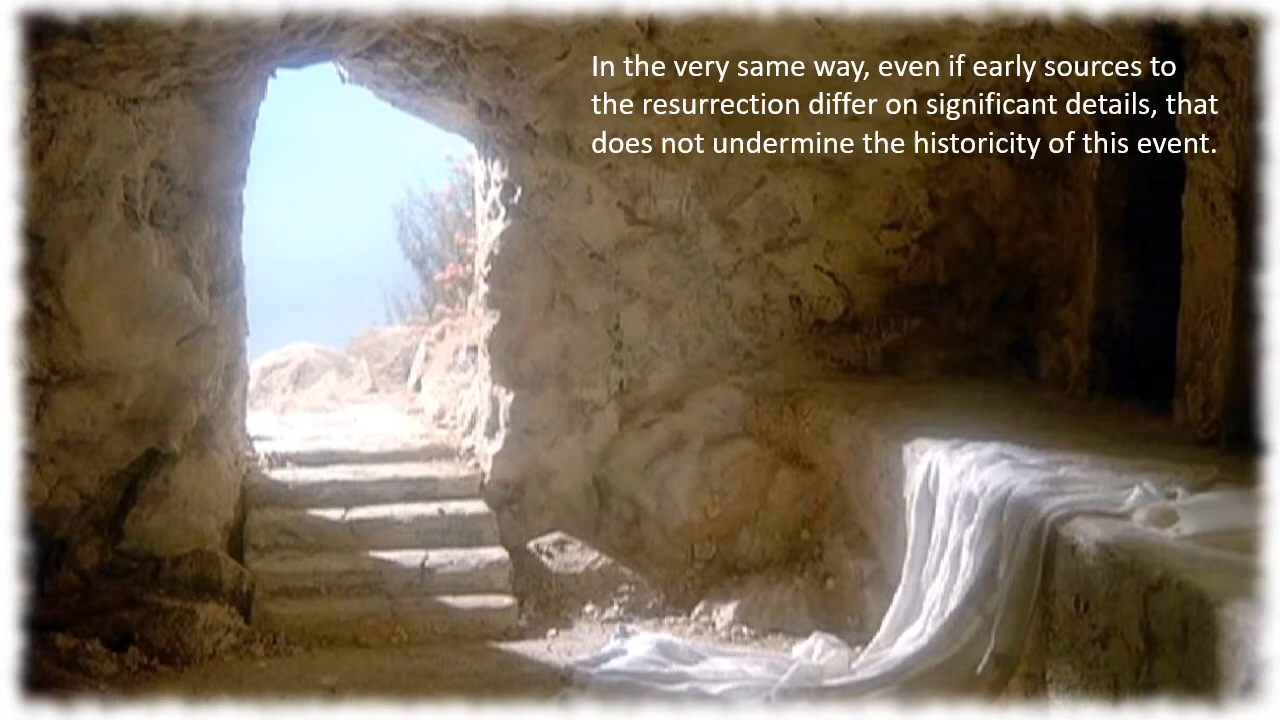 In the very same way, even if early sources to
the resurrection differ on significant details, that
does not undermine the historicity of this event.